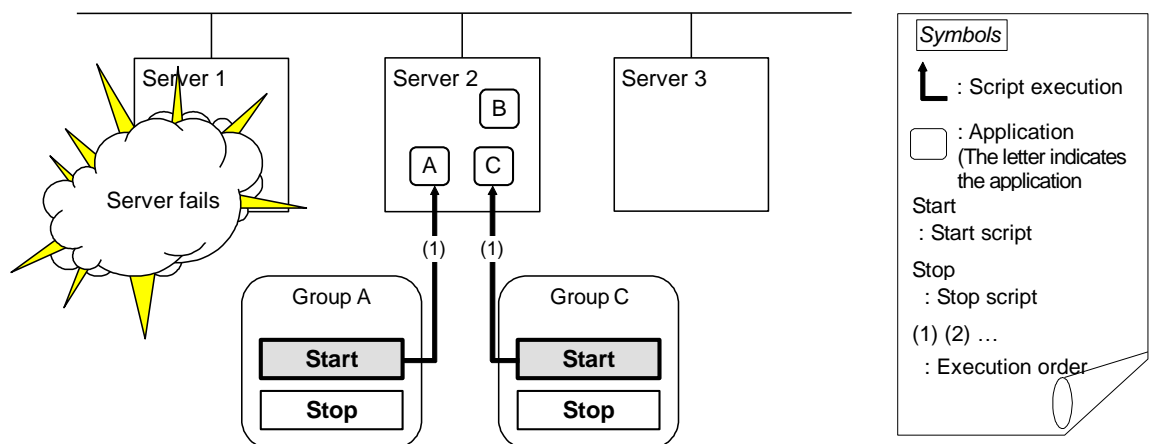 Server 1
Server 2
Server 3
B
A
C
Server fails
(1)
(1)
Group A
Start
Stop
Group C
Start
Stop
Symbols
: Script execution
: Application
(The letter indicates
the application
Start
: Start script
Stop
: Stop script
(1) (2) …
: Execution order